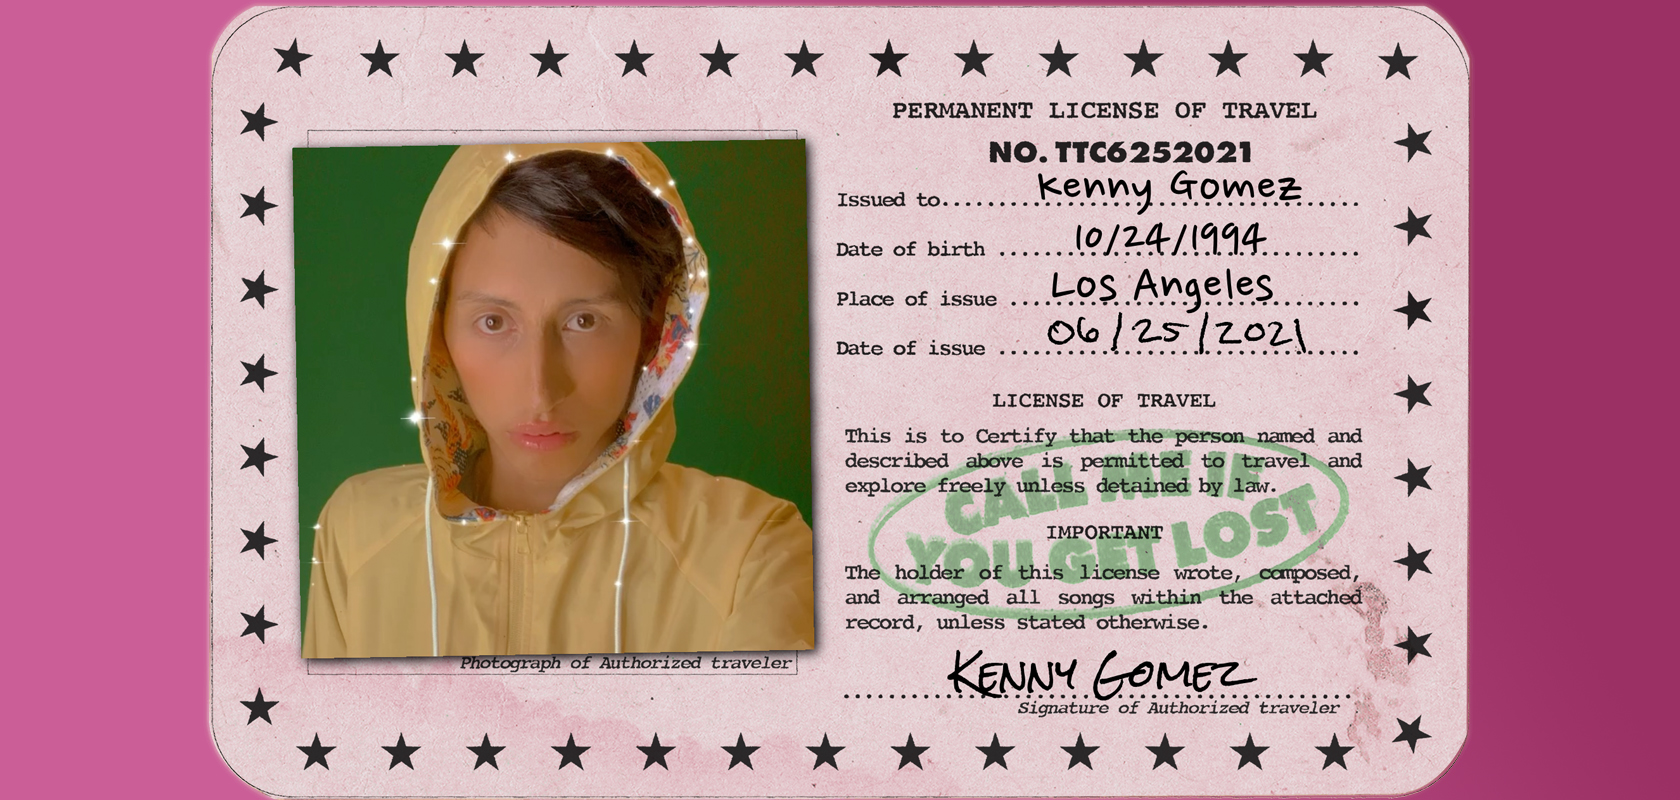 PERMANENT LICENSE OF TRAVEL
NO. TTC6252021
Issued to.......Kenny Gomez.......
Date of birth .......10/24/1994.......
Place of issue .......Los Angeles.......
Date of issue .......06/25/2021.......
LICENSE OF TRAVEL
This is to Certify that the person named and
described above is permitted to travel and
explore freely unless detained by law.
CALL ME IF
YOU GET LOST
IMPORTANT
The holder of this license wrote, composed,
and arranged all songs within the attached
record, unless stated otherwise.
KENNY GOMEZ
Signature of Authorized traveler
Photograph of Authorized traveler